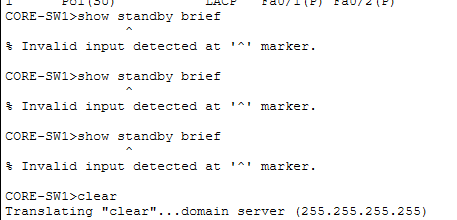 1 Po1(SU) LACP Fa0/1(P) Fa0/2(P)
CORE-SW1>show standby brief
^
% Invalid input detected at '^' marker.
CORE-SW1>show standby brief
^
% Invalid input detected at '^' marker.
CORE-SW1>show standby brief
^
% Invalid input detected at '^' marker.
CORE-SW1>clear
Translating "clear"...domain server (255.255.255.255)